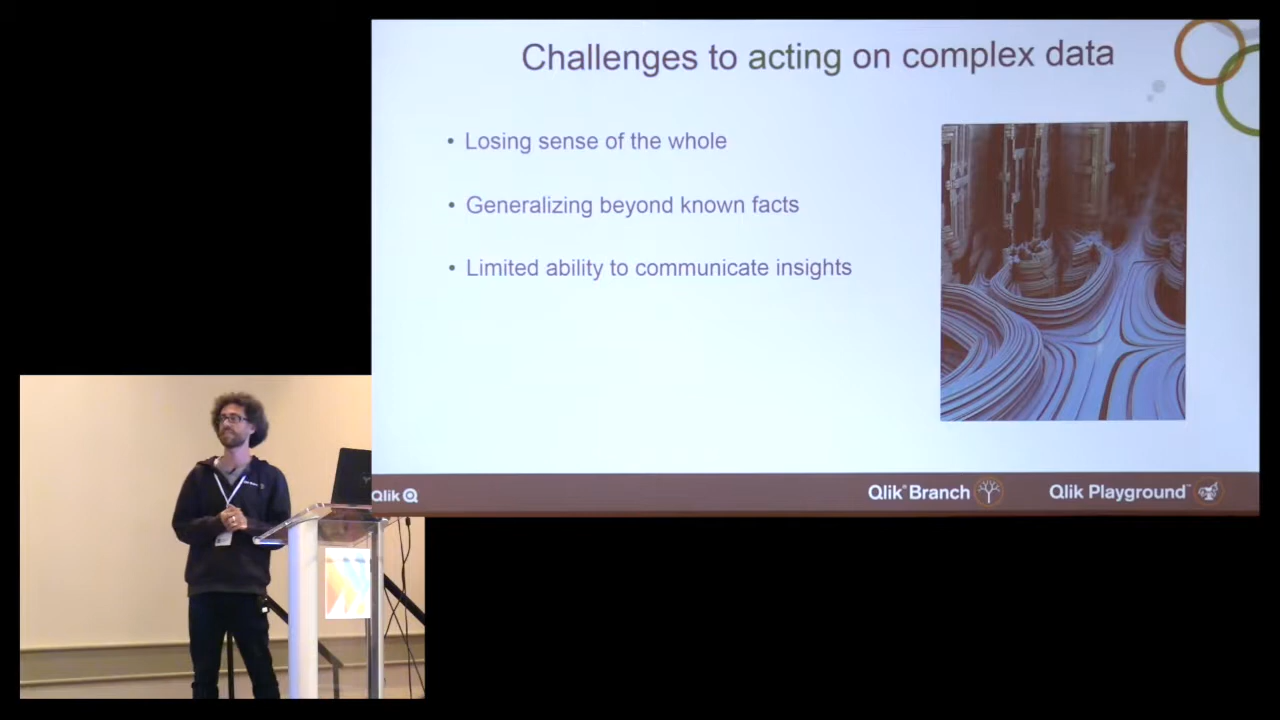 Challenges to acting on complex data
• Losing sense of the whole
• Generalizing beyond known facts
• Limited ability to communicate insights
Qlik
Qlik® Branch
Qlik Playground™